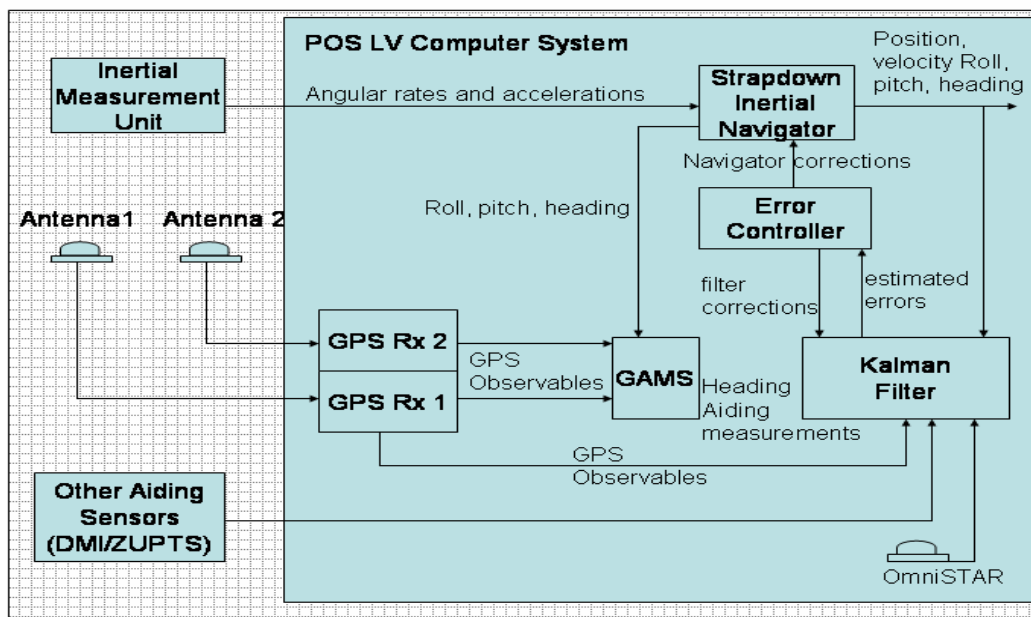 POS LV Computer System
Position,
velocity Roll,
pitch, heading
Inertial
Measurement
Unit
Angular rates and accelerations
Strapdown
Inertial
Navigator
Navigator corrections
Antenna1
Antenna 2
Roll, pitch, heading
Error
Controller
filter
corrections
estimated
errors
GPS Rx 2
GPS Rx 1
GPS
Observables
GAMS
Heading
Aiding
measurements
Kalman
Filter
GPS
Observables
Other Aiding
Sensors
(DMI/ZUPTS)
OmniSTAR